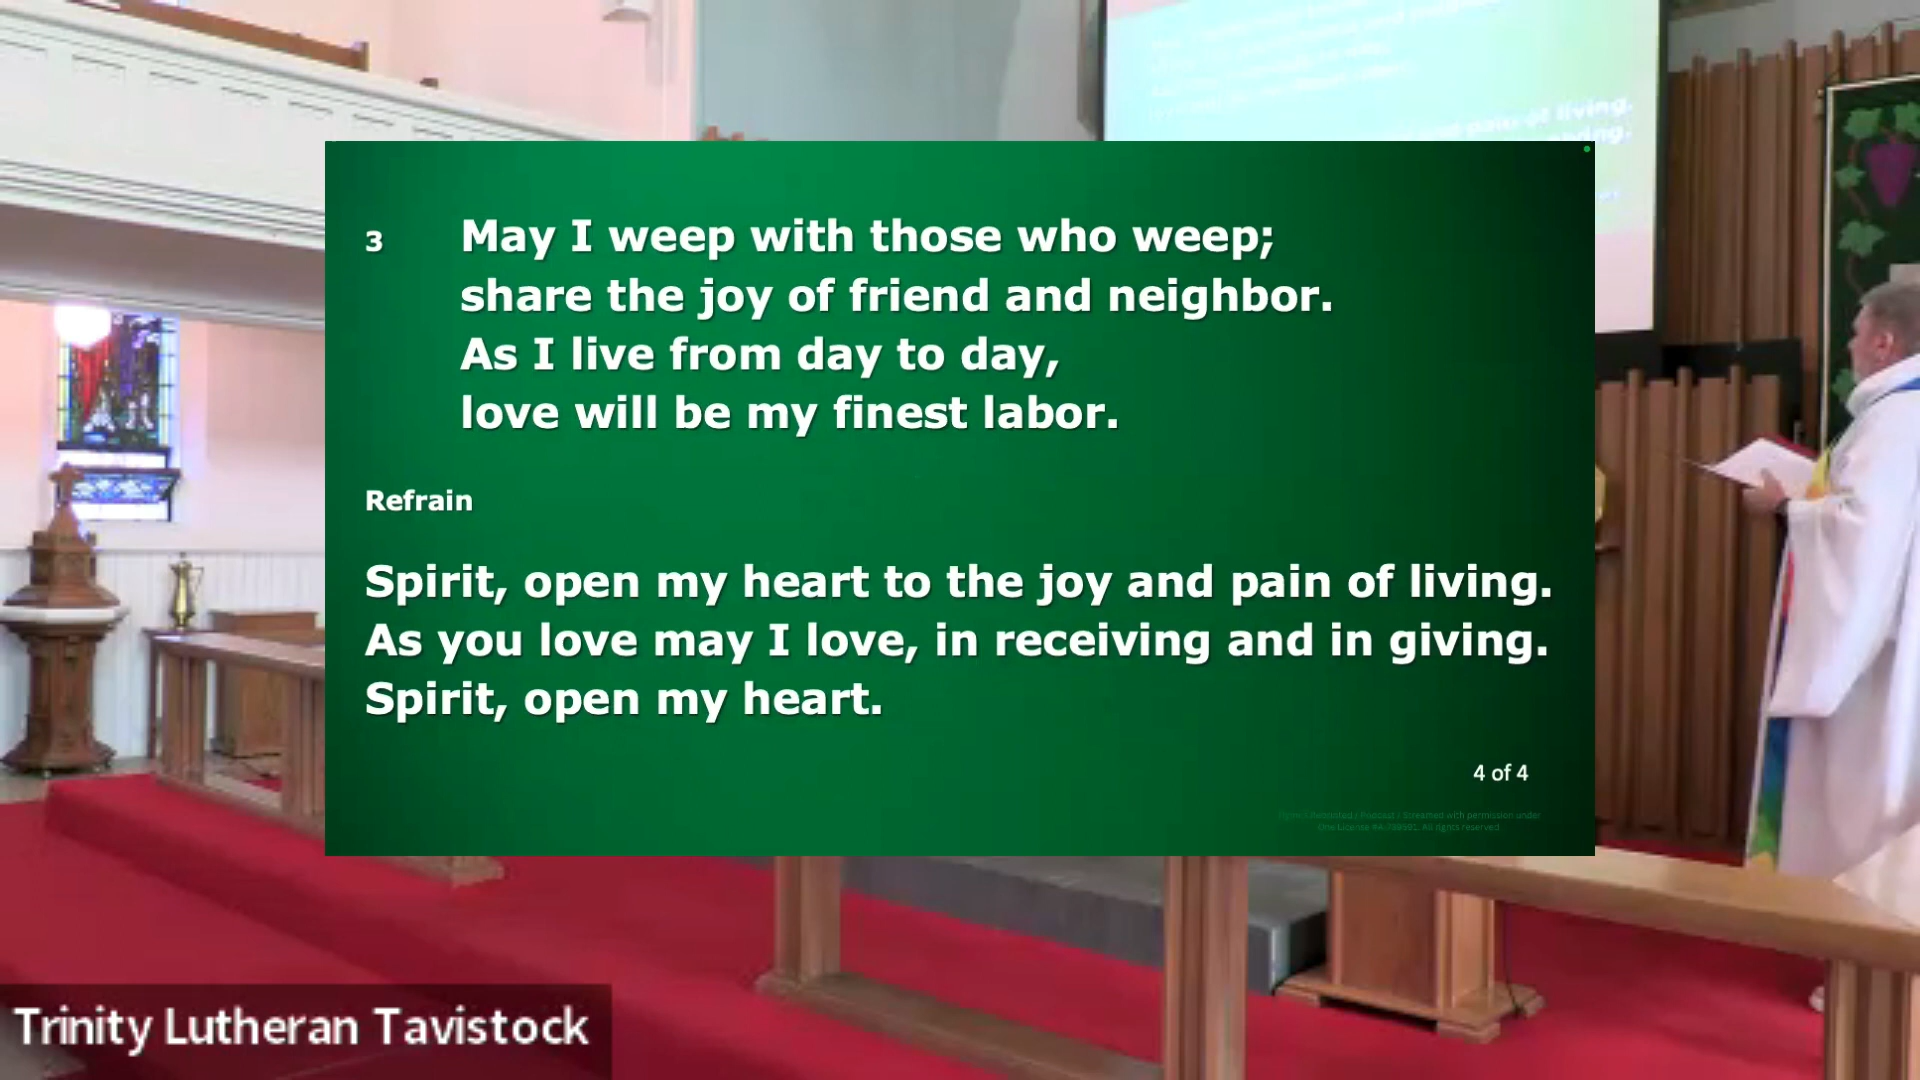 pain of living.
3 May I weep with those who weep;
share the joy of friend and neighbor.
As I live from day to day,
love will be my finest labor.
Refrain
Spirit, open my heart to the joy and pain of living.
As you love may I love, in receiving and in giving.
Spirit, open my heart.
4 of 4
Trinity Lutheran Tavistock